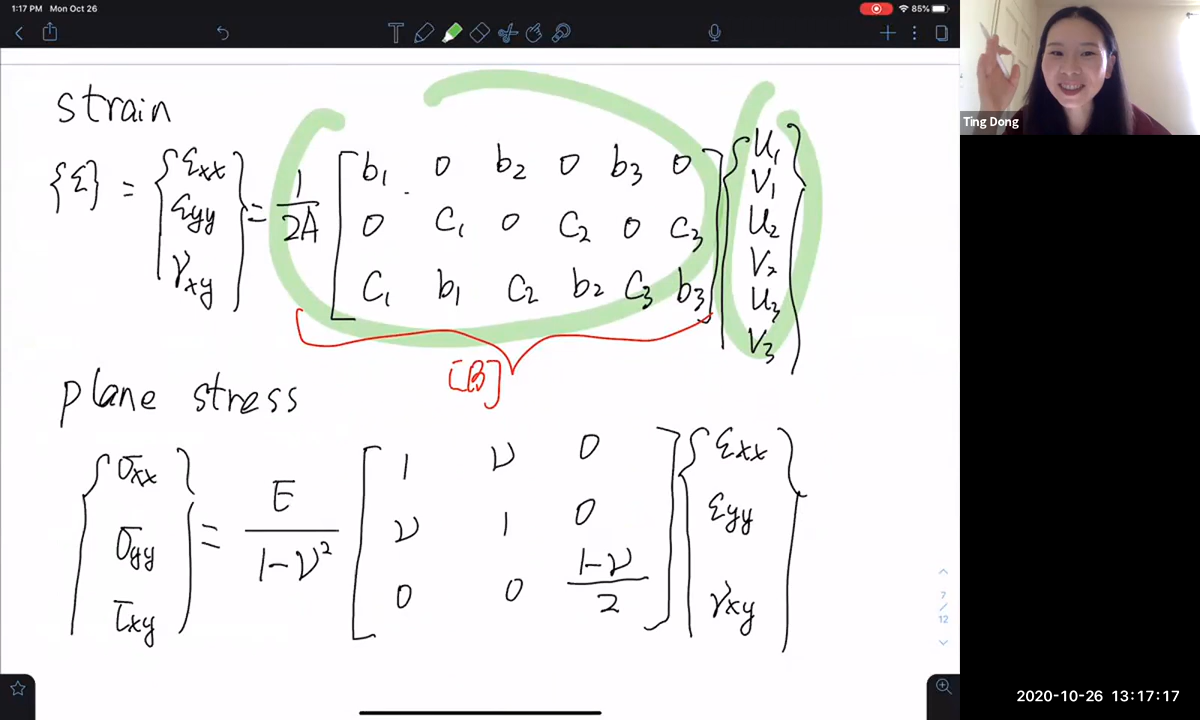 1:17 PM Mon Oct 26
85%
Ting Dong
strain
{ε} = {εxx εyy γxy} = 1/2A [b₁ 0 b₂ 0 b₃ 0
0 c₁ 0 c₂ 0 c₃
c₁ b₁ c₂ b₂ c₃ b₃] {u₁ v₁ u₂ v₂ u₃ v₃}
[B]
plane stress
{σxx σyy τxy} = E/1-ν² [1 ν 0
ν 1 0
0 0 1-ν/2] {εxx εyy γxy}
7
/
12
2020-10-26 13:17:17